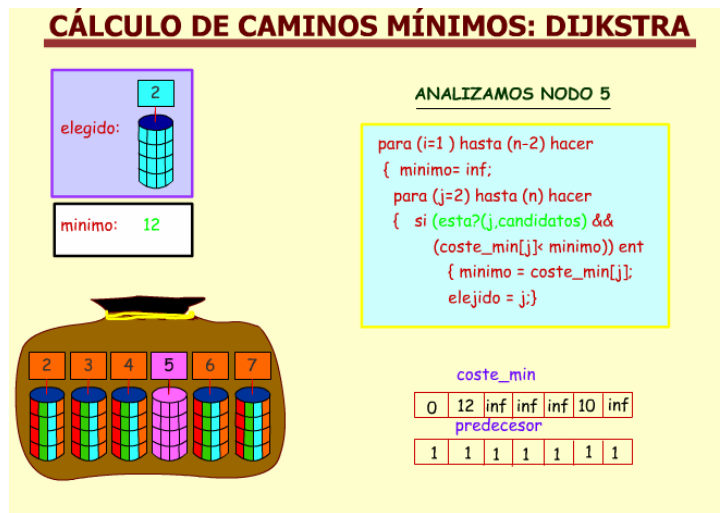 CÁLCULO DE CAMINOS MÍNIMOS: DIJKSTRA
2
elegido:
minimo: 12
2 3 4 5 6 7
ANALIZAMOS NODO 5
para (i=1 ) hasta (n-2) hacer
{ minimo= inf;
para (j=2) hasta (n) hacer
{ si (esta?(j,candidatos) &&
(coste_min[j]< minimo)) ent
{ minimo = coste_min[j];
elejido = j;}
coste_min
0 12 inf inf inf 10 inf
predecesor
1 1 1 1 1 1 1